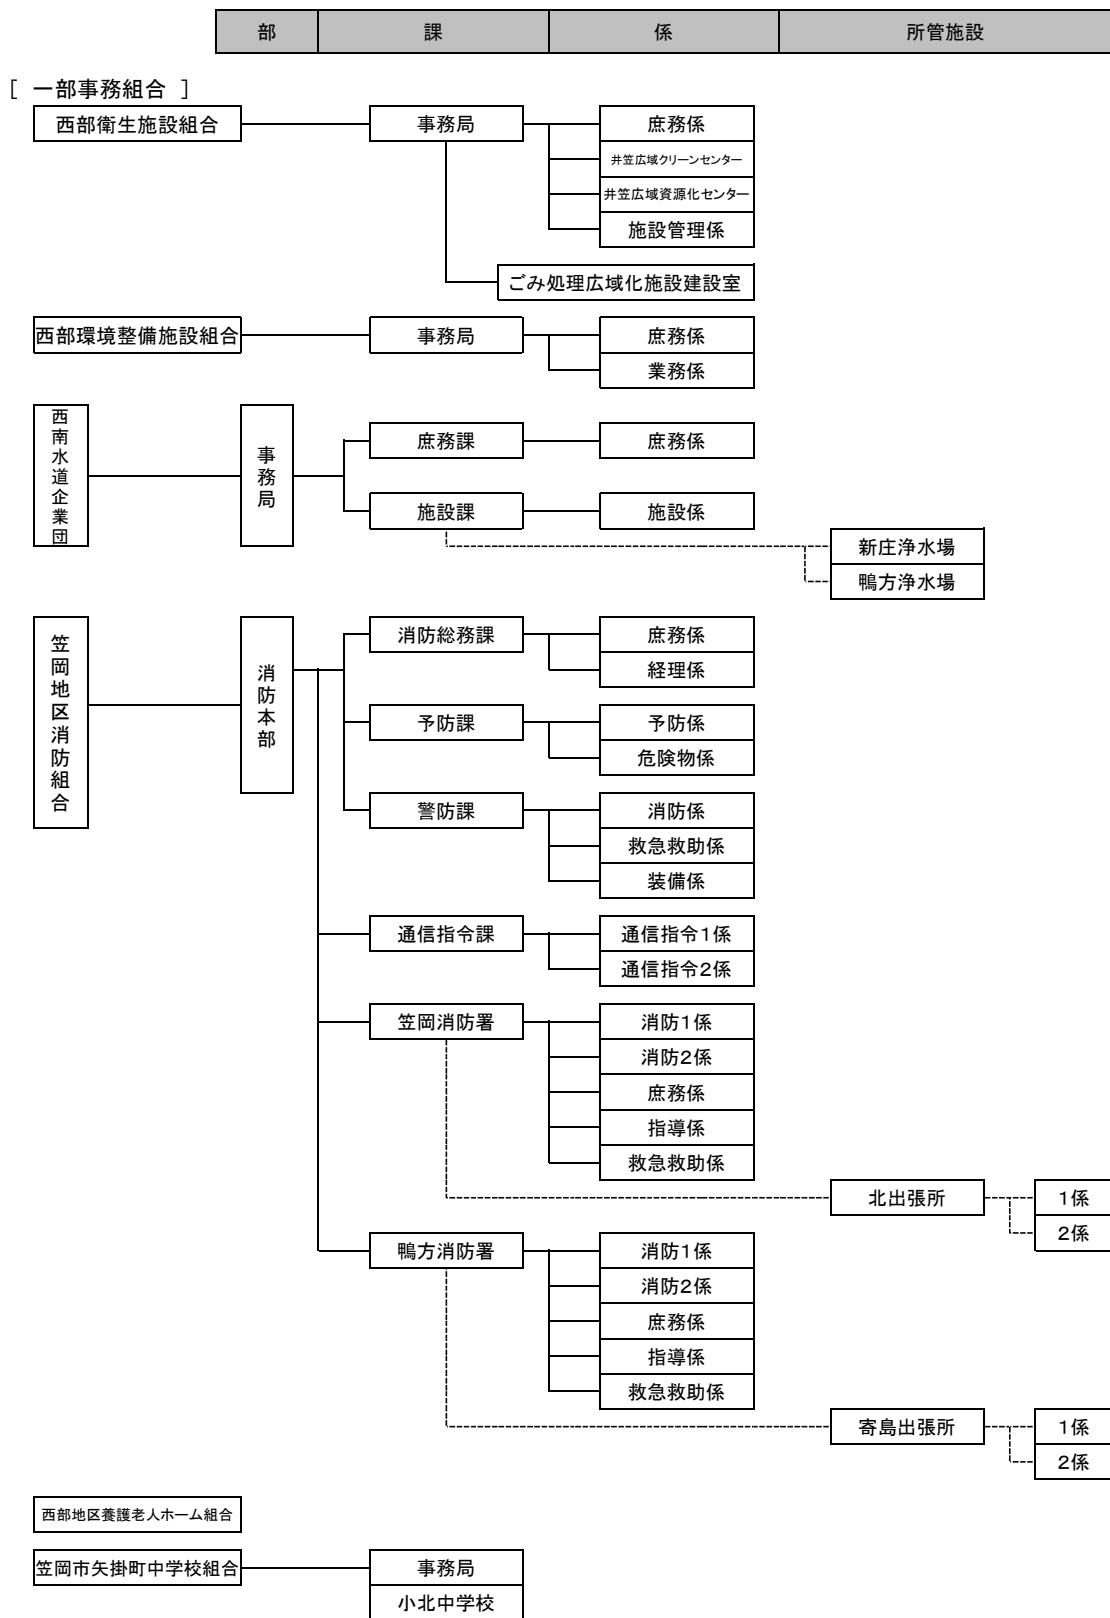 部 課 係 所管施設
[ 一部事務組合 ]
西部衛生施設組合 事務局 庶務係
井笠広域クリーンセンター
井笠広域資源化センター
施設管理係
ごみ処理広域化施設建設室
西部環境整備施設組合 事務局 庶務係
業務係
西南水道企業団
事務局
庶務課 庶務係
施設課 施設係
新庄浄水場
鴨方浄水場
笠岡地区消防組合
消防本部
消防総務課 庶務係
経理係
予防課 予防係
危険物係
警防課 消防係
救急救助係
装備係
通信指令課 通信指令1係
通信指令2係
笠岡消防署 消防1係
消防2係
庶務係
指導係
救急救助係
北出張所 1係
2係
鴨方消防署 消防1係
消防2係
庶務係
指導係
救急救助係
寄島出張所 1係
2係
西部地区養護老人ホーム組合
笠岡市矢掛町中学校組合 事務局
小北中学校